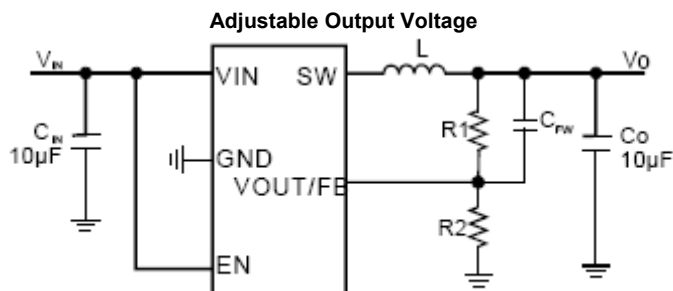 Adjustable Output Voltage
L
VIN
VIN
SW
Vo
CIN
10µF
R1
CFW
Co
10µF
GND
VOUT/FB
R2
EN